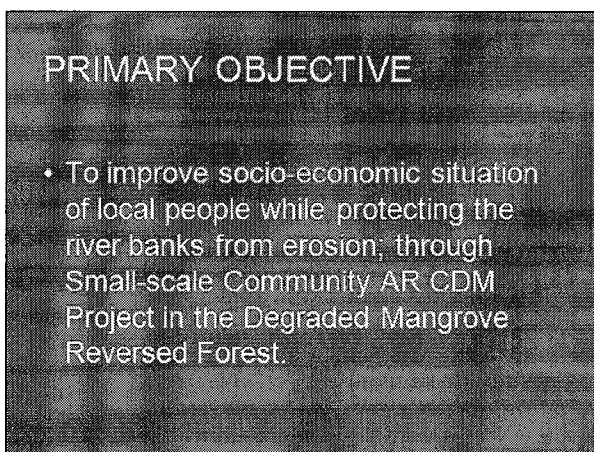 PRIMARY OBJECTIVE
• To improve socio-economic situation
of local people while protecting the
river banks from erosion; through
Small-scale Community AR CDM
Project in the Degraded Mangrove
Reversed Forest.